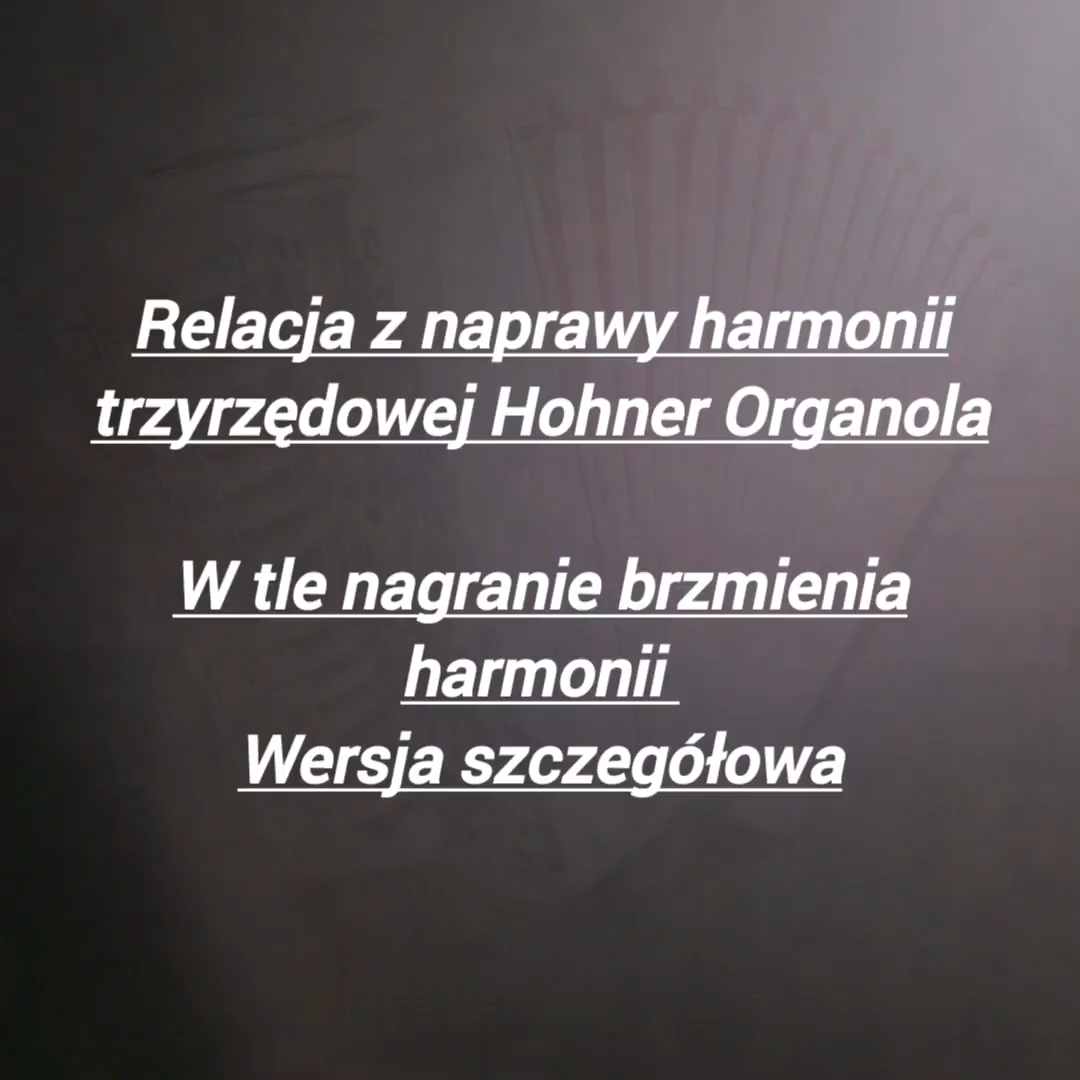 Relacja z naprawy harmonii
trzyrzędowej Hohner Organola
W tle nagranie brzmienia
harmonii
Wersja szczegółowa